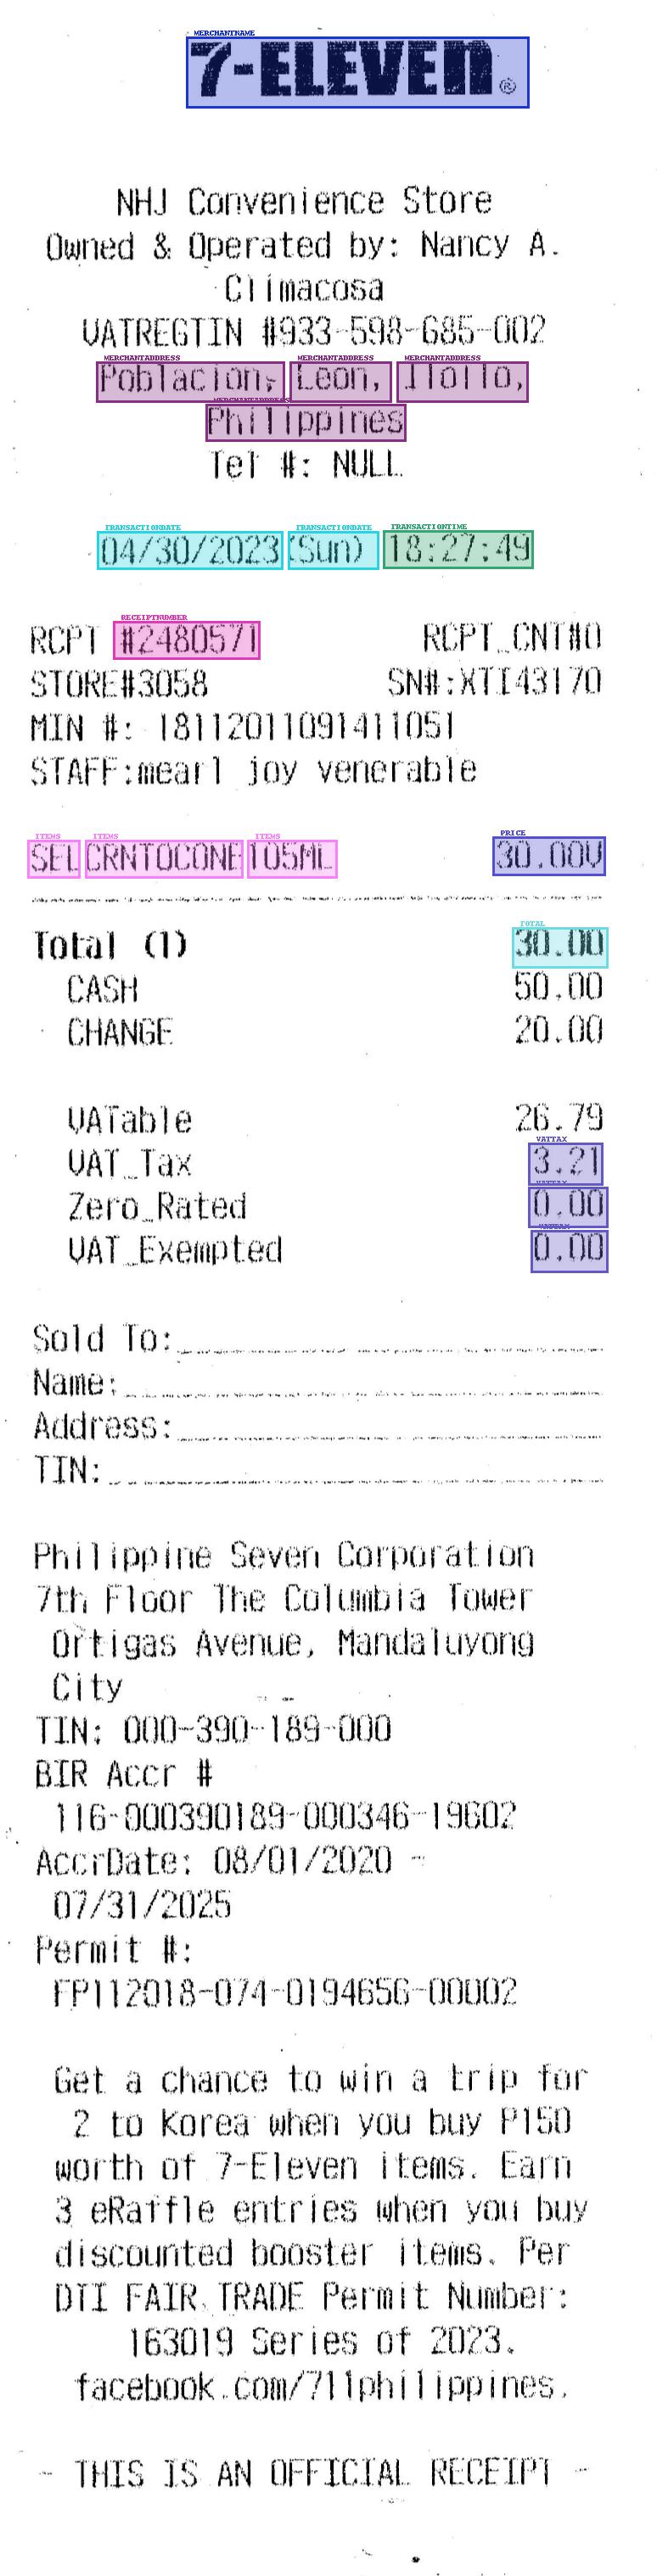 MERCHANTNAME
7-ELEVEN®
NHJ Convenience Store
Owned & Operated by: Nancy A.
Climacosa
VATREGTIN #933-598-685-002
MERCHANTADDRESS MERCHANTADDRESS MERCHANTADDRESS
Poblacion, Leon, Iloilo,
MERCHANTADDRESS
Philippines
Tel #: NULL
TRANSACTIONDATE TRANSACTIONDATE TRANSACTIONTIME
04/30/2023 (Sun) 18:27:49
RECEIPTNUMBER
RCPT #2480571 RCPT_CNT#0
STORE#3058 SN#:XTI43170
MIN #: 18112011091411051
STAFF:mearl joy venerable
ITEMS ITEMS ITEMS PRICE
SEL CRNTOCONE 105ML 30.00V
TOTAL
Total (1) 30.00
CASH 50.00
CHANGE 20.00
VATable 26.79
VATTAX
VAT_Tax 3.21
VATTAX
Zero_Rated 0.00
VATTAX
VAT_Exempted 0.00
Sold To:
Name:
Address:
TIN:
Philippine Seven Corporation
7th Floor The Columbia Tower
Ortigas Avenue, Mandaluyong
City
TIN: 000-390-189-000
BIR Accr #
116-000390189-000346-19602
AccrDate: 08/01/2020 -
07/31/2025
Permit #:
FP112018-074-0194656-00002
Get a chance to win a trip for
2 to Korea when you buy P150
worth of 7-Eleven items. Earn
3 eRaffle entries when you buy
discounted booster items. Per
DTI FAIR TRADE Permit Number:
163019 Series of 2023.
facebook.com/711philippines.
- THIS IS AN OFFICIAL RECEIPT -